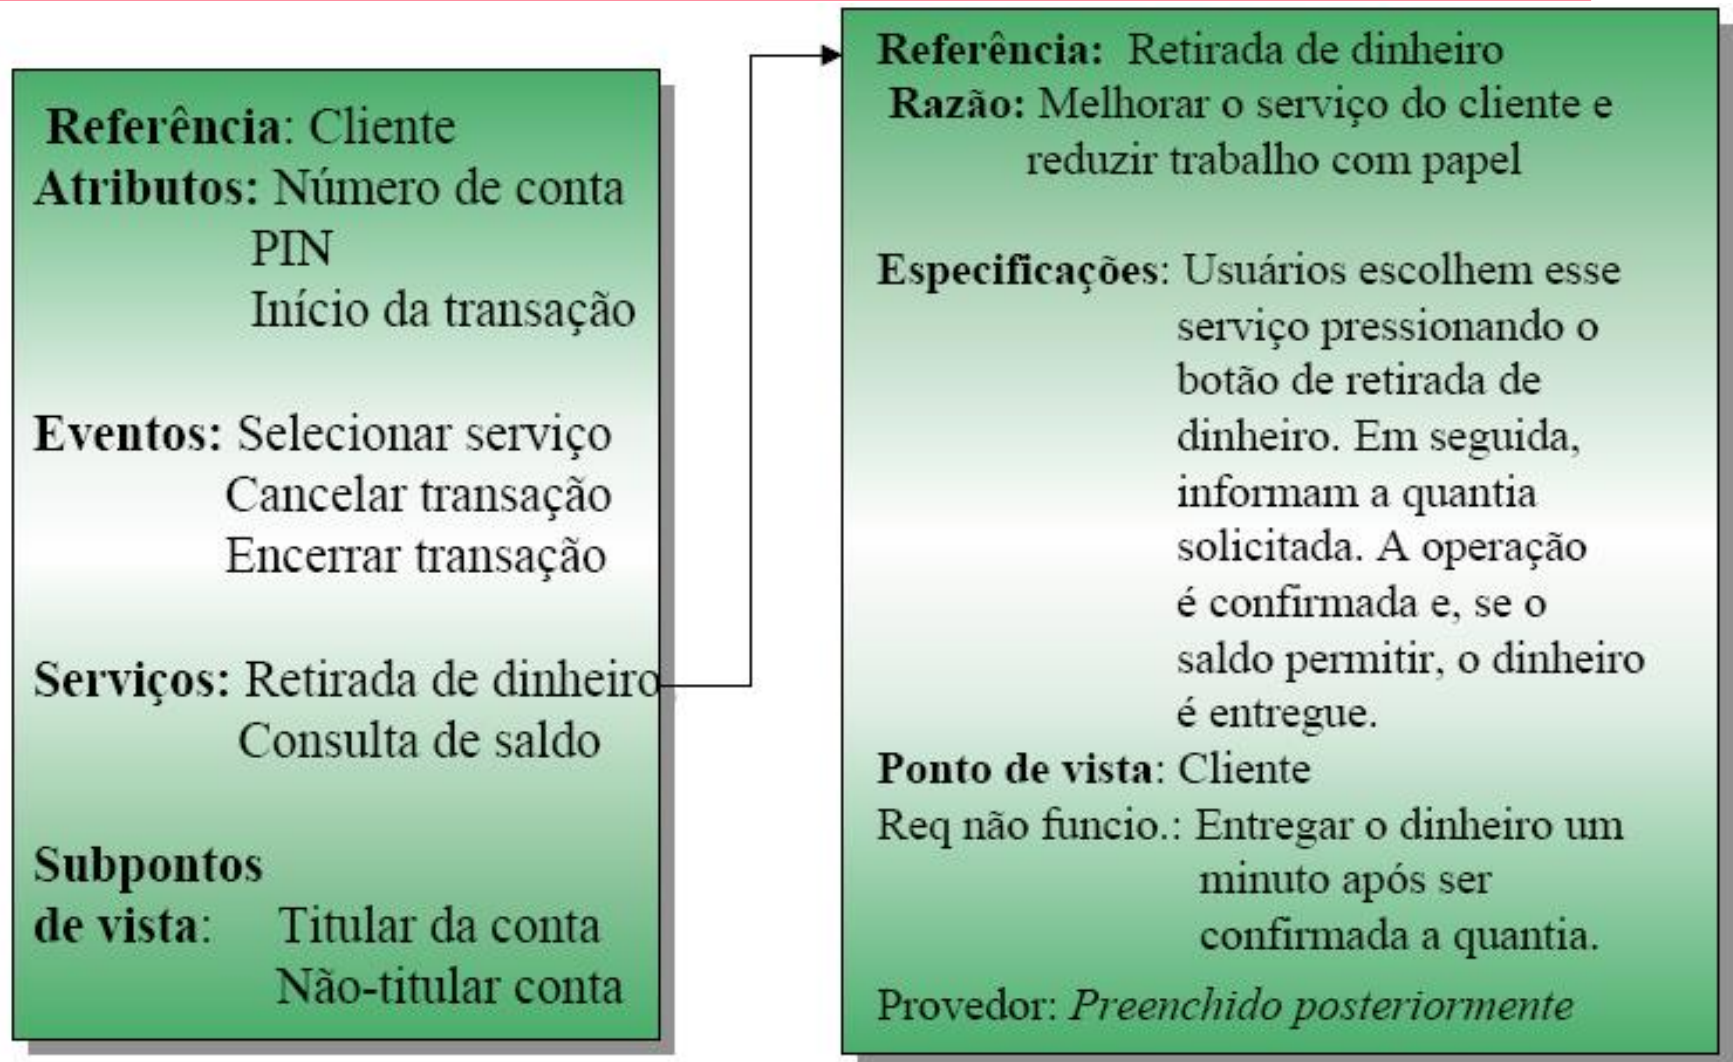 Referência: Cliente
Atributos: Número de conta
PIN
Início da transação
Eventos: Selecionar serviço
Cancelar transação
Encerrar transação
Serviços: Retirada de dinheiro
Consulta de saldo
Subpontos
de vista: Titular da conta
Não-titular conta
Referência: Retirada de dinheiro
Razão: Melhorar o serviço do cliente e
reduzir trabalho com papel
Especificações: Usuários escolhem esse
serviço pressionando o
botão de retirada de
dinheiro. Em seguida,
informam a quantia
solicitada. A operação
é confirmada e, se o
saldo permitir, o dinheiro
é entregue.
Ponto de vista: Cliente
Req não funcio.: Entregar o dinheiro um
minuto após ser
confirmada a quantia.
Provedor: Preenchido posteriormente